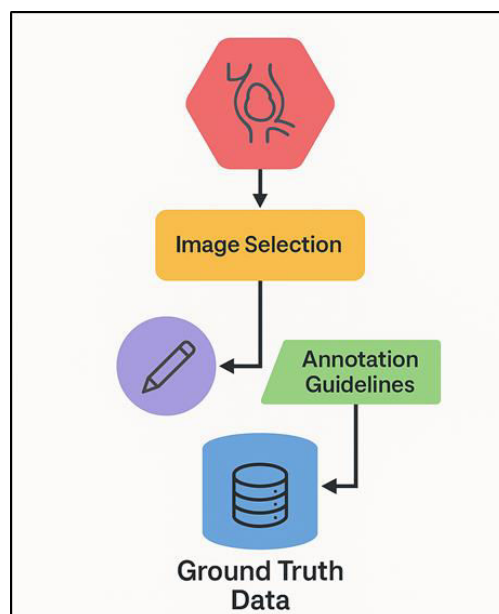 Image Selection
Annotation
Guidelines
Ground Truth
Data